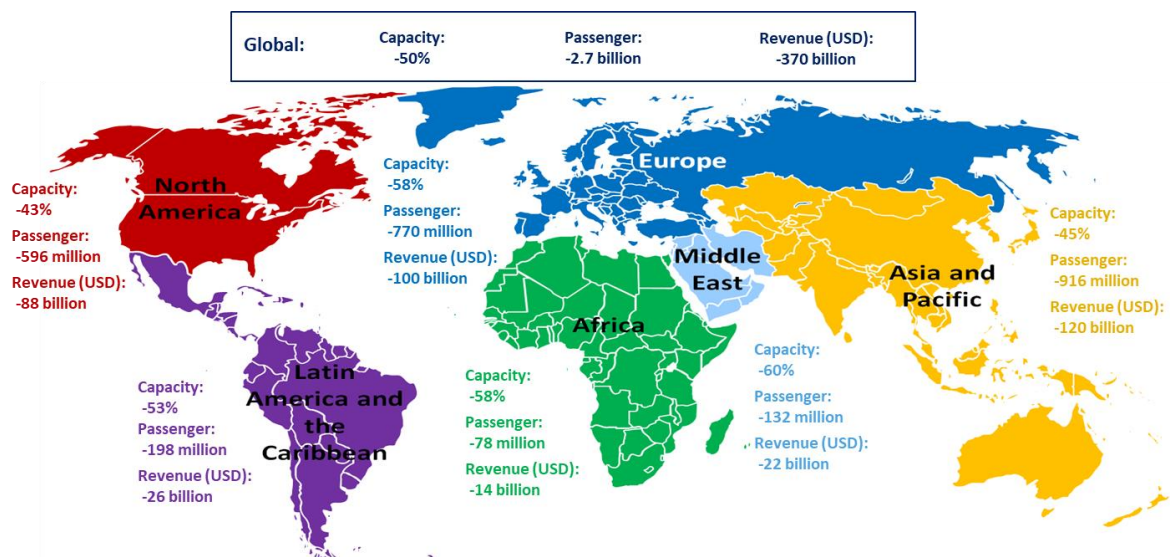 Global:
Capacity:
-50%
Passenger:
-2.7 billion
Revenue (USD):
-370 billion
North
America
Capacity:
-43%
Passenger:
-596 million
Revenue (USD):
-88 billion
Europe
Capacity:
-58%
Passenger:
-770 million
Revenue (USD):
-100 billion
Middle
East
Asia and
Pacific
Capacity:
-45%
Passenger:
-916 million
Revenue (USD):
-120 billion
Africa
Latin
America and
the
Caribbean
Capacity:
-53%
Passenger:
-198 million
Revenue (USD):
-26 billion
Capacity:
-58%
Passenger:
-78 million
Revenue (USD):
-14 billion
Capacity:
-60%
Passenger:
-132 million
Revenue (USD):
-22 billion